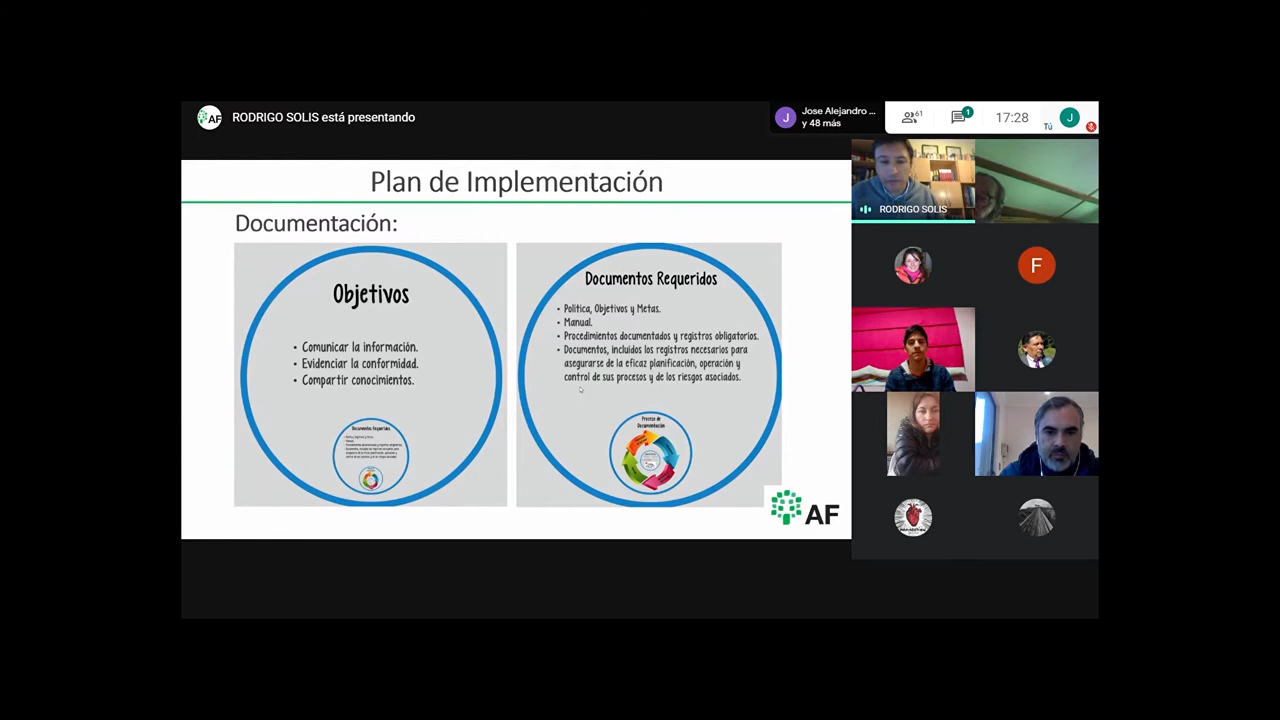 AF
RODRIGO SOLIS está presentando
J
Jose Alejandro ...
y 48 más
61
1
17:28
Tú
J
Plan de Implementación
Documentación:
Objetivos
• Comunicar la información.
• Evidenciar la conformidad.
• Compartir conocimientos.
Documentos Requeridos
Documentos Requeridos
• Política, Objetivos y Metas.
• Manual.
• Procedimientos documentados y registros obligatorios.
• Documentos, incluidos los registros necesarios para
asegurarse de la eficaz planificación, operación y
control de sus procesos y de los riesgos asociados.
Proceso de
Documentación
AF
RODRIGO SOLIS
F